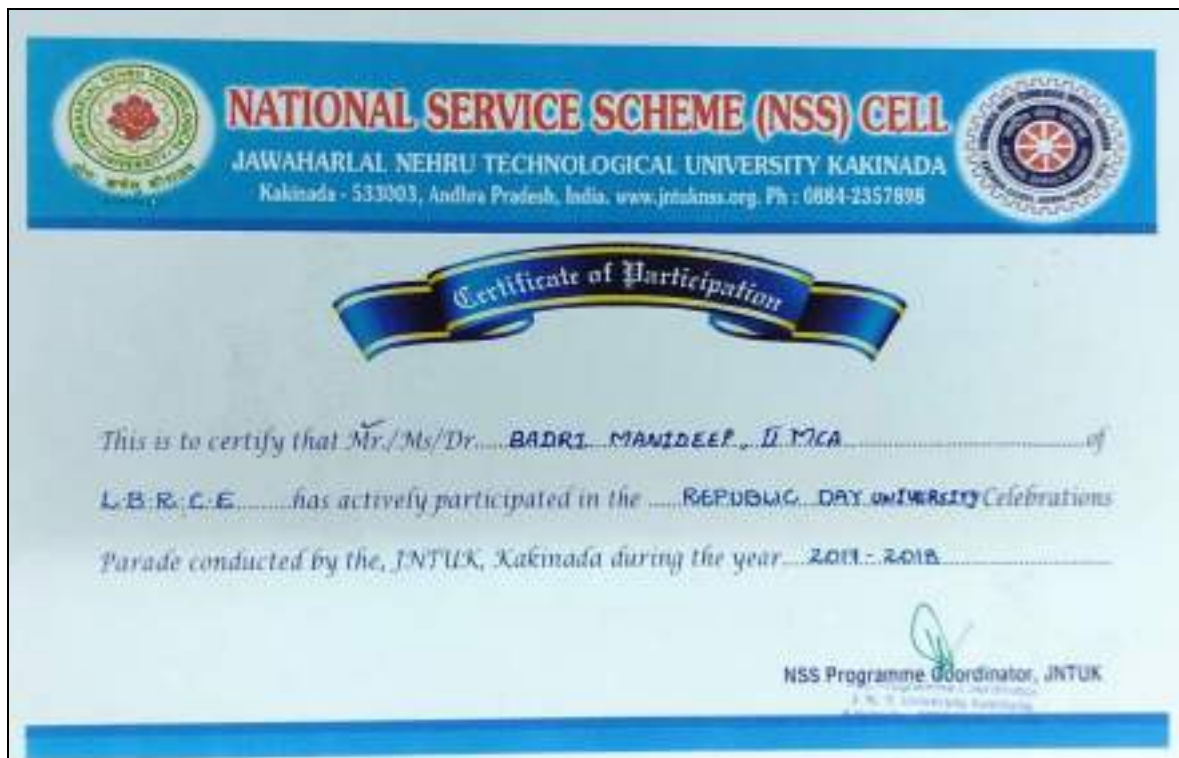 NATIONAL SERVICE SCHEME (NSS) CELL
JAWAHARLAL NEHRU TECHNOLOGICAL UNIVERSITY KAKINADA
Kakinada - 533003, Andhra Pradesh, India. www.jntuknss.org, Ph : 0884-2357898
Certificate of Participation
This is to certify that Mr./Ms/Dr. BADRI MANIDEEP, II MCA of
L.B.R.C.E has actively participated in the REPUBLIC DAY UNIVERSITY Celebrations
Parade conducted by the, JNTUK, Kakinada during the year 2017-2018
NSS Programme Coordinator, JNTUK